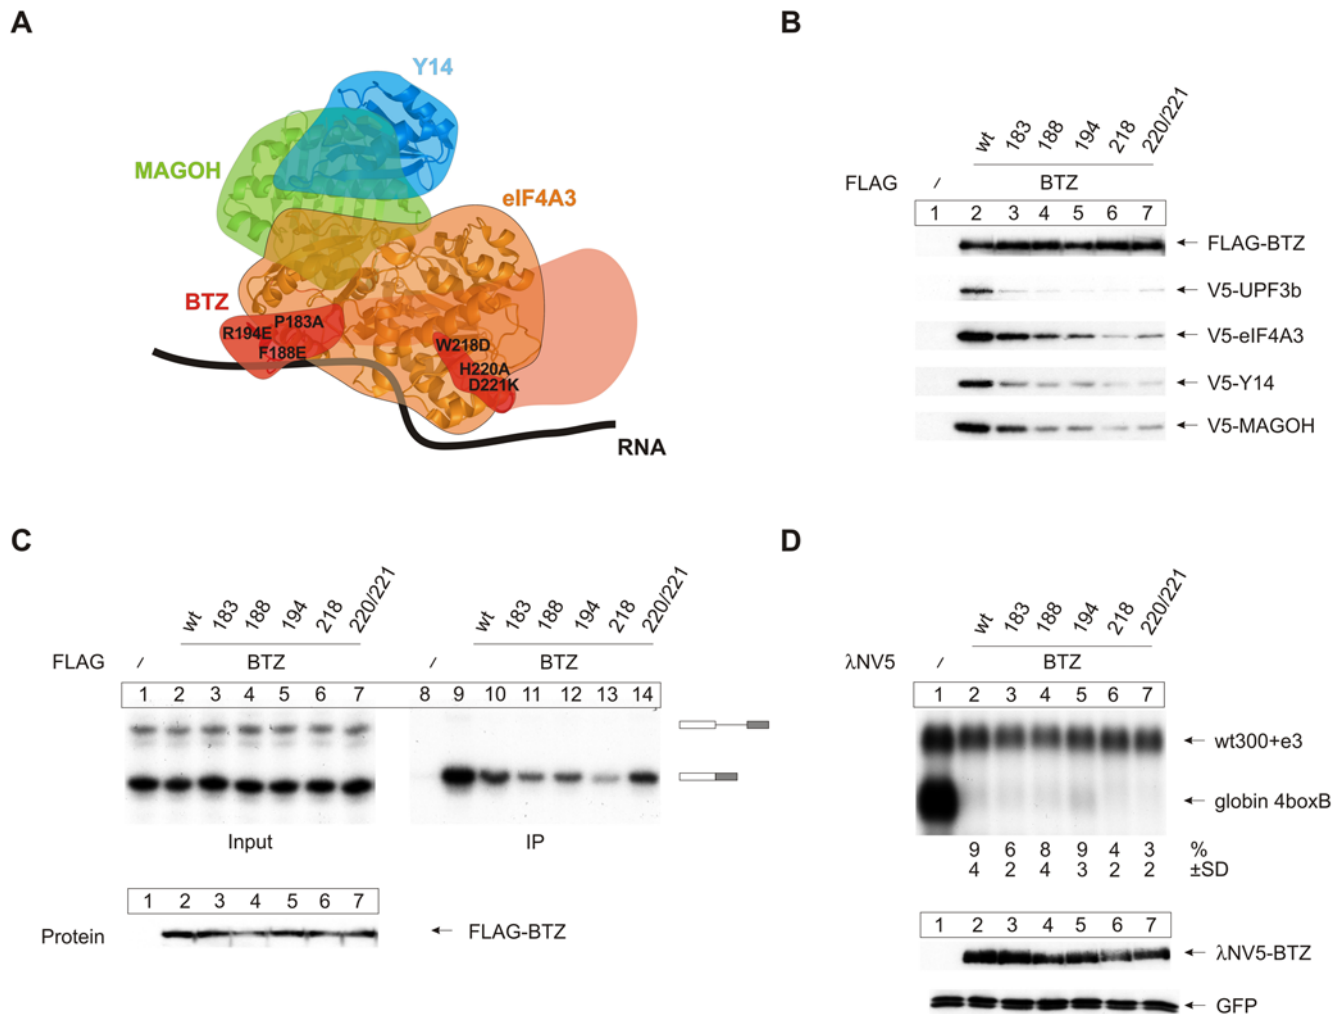 A
Y14
MAGOH
eIF4A3
BTZ
P183A
R194E
F188E
W218D
H220A
D221K
RNA
B
wt 183 188 194 218 220/221
FLAG / BTZ
1 2 3 4 5 6 7
FLAG-BTZ
V5-UPF3b
V5-eIF4A3
V5-Y14
V5-MAGOH
C
wt 183 188 194 218 220/221 wt 183 188 194 218 220/221
FLAG / BTZ / BTZ
1 2 3 4 5 6 7 8 9 10 11 12 13 14
Input IP
1 2 3 4 5 6 7
Protein FLAG-BTZ
D
wt 183 188 194 218 220/221
λNV5 / BTZ
1 2 3 4 5 6 7
wt300+e3
globin 4boxB
9 6 8 9 4 3 %
4 2 4 3 2 2 ±SD
1 2 3 4 5 6 7
λNV5-BTZ
GFP